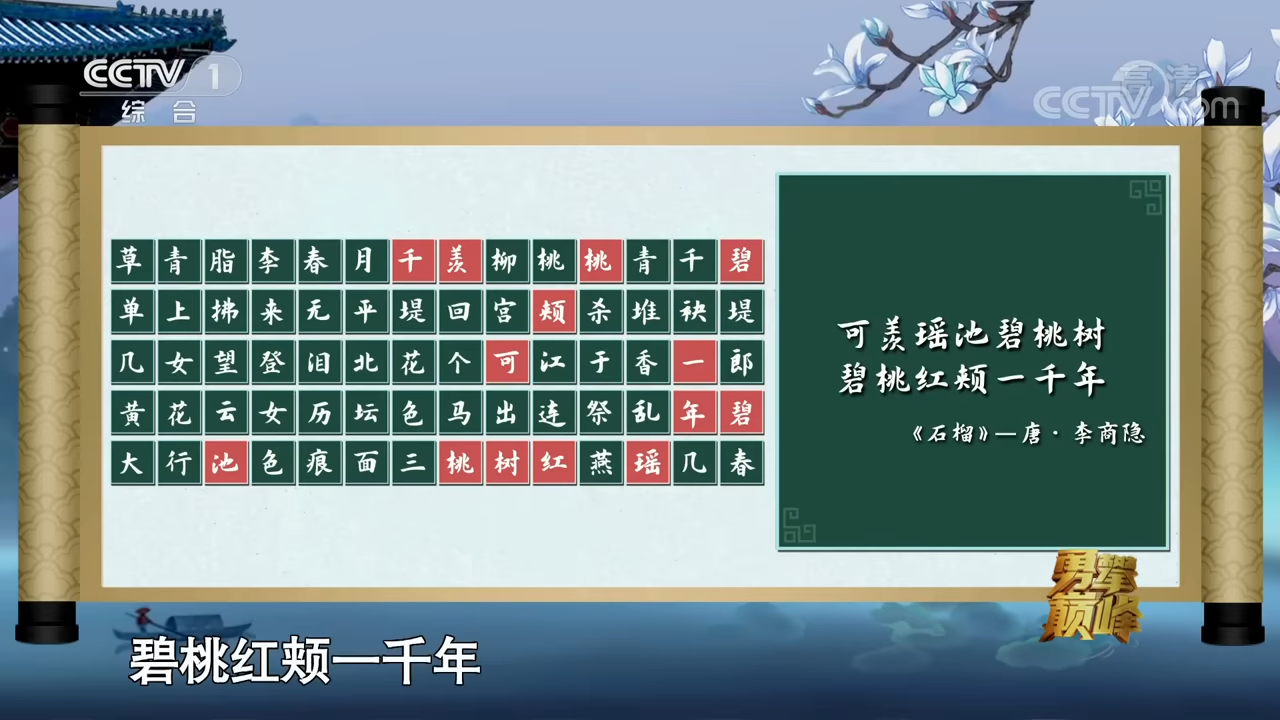 CCTV 1
综合
高清
CCTV.com
草青脂李春月千羡柳桃桃青千碧
单上拂来无平堤回宫颊杀堆袂堤
几女望登泪北花个可江于香一郎
黄花云女历坛色马出连祭乱年碧
大行池色痕面三桃树红燕瑶几春
可羡瑶池碧桃树
碧桃红颊一千年
《石榴》—唐·李商隐
勇攀
巅峰
碧桃红颊一千年